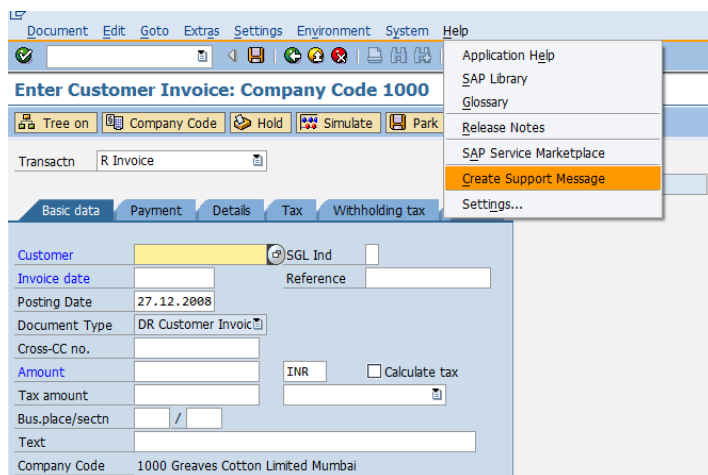 Document Edit Goto Extras Settings Environment System Help
Application Help
SAP Library
Glossary
Release Notes
SAP Service Marketplace
Create Support Message
Settings...
Enter Customer Invoice: Company Code 1000
Tree on Company Code Hold Simulate Park
Transactn R Invoice
Basic data Payment Details Tax Withholding tax
Customer SGL Ind
Invoice date Reference
Posting Date 27.12.2008
Document Type DR Customer Invoic
Cross-CC no.
Amount INR Calculate tax
Tax amount
Bus.place/sectn /
Text
Company Code 1000 Greaves Cotton Limited Mumbai